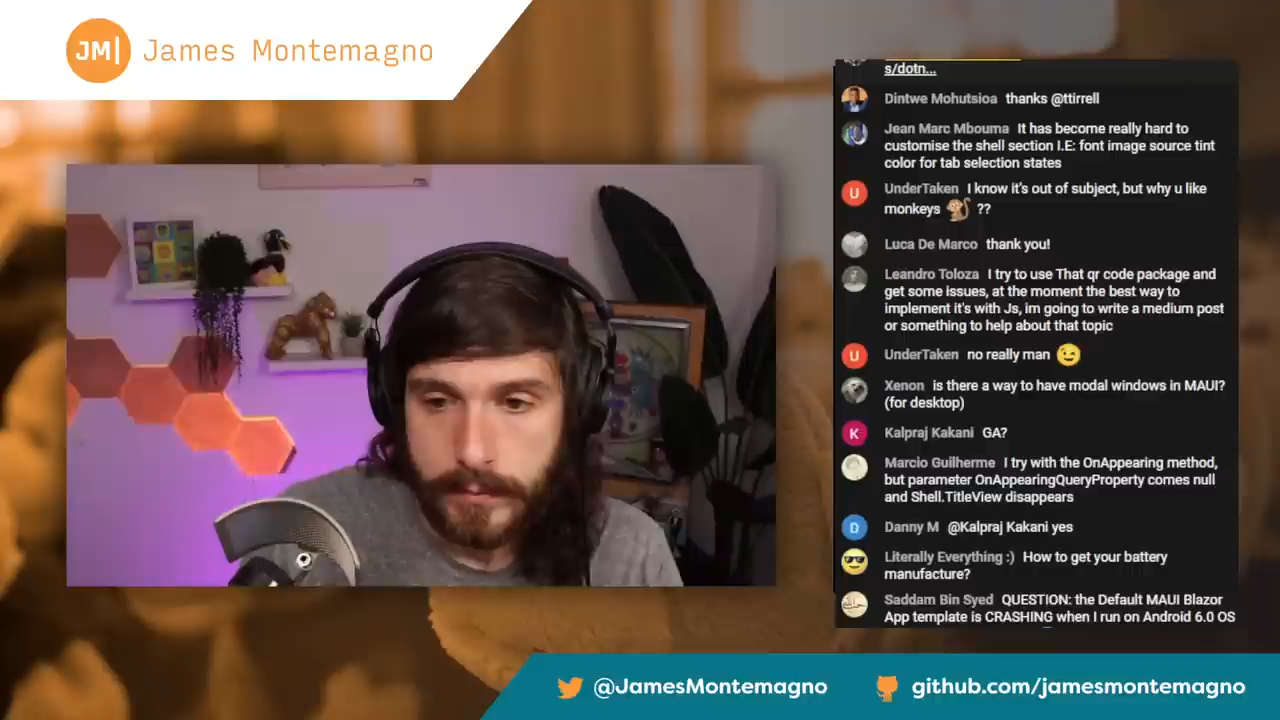 JM|
James Montemagno
s/dotn...
Dintwe Mohutsioa thanks @ttirrell
Jean Marc Mbouma It has become really hard to
customise the shell section I.E: font image source tint
color for tab selection states
UnderTaken I know it's out of subject, but why u like
monkeys 🐒 ??
Luca De Marco thank you!
Leandro Toloza I try to use That qr code package and
get some issues, at the moment the best way to
implement it's with Js, im going to write a medium post
or something to help about that topic
U
UnderTaken no really man 😉
Xenon is there a way to have modal windows in MAUI?
(for desktop)
K
Kalpraj Kakani GA?
Marcio Guilherme I try with the OnAppearing method,
but parameter OnAppearingQueryProperty comes null
and Shell.TitleView disappears
D
Danny M @Kalpraj Kakani yes
Literally Everything :) How to get your battery
manufacture?
Saddam Bin Syed QUESTION: the Default MAUI Blazor
App template is CRASHING when I run on Android 6.0 OS
@JamesMontemagno
github.com/jamesmontemagno